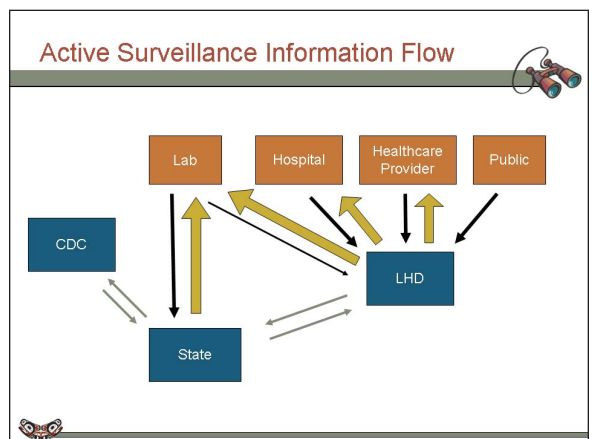 Active Surveillance Information Flow
Lab
Hospital
Healthcare
Provider
Public
CDC
LHD
State